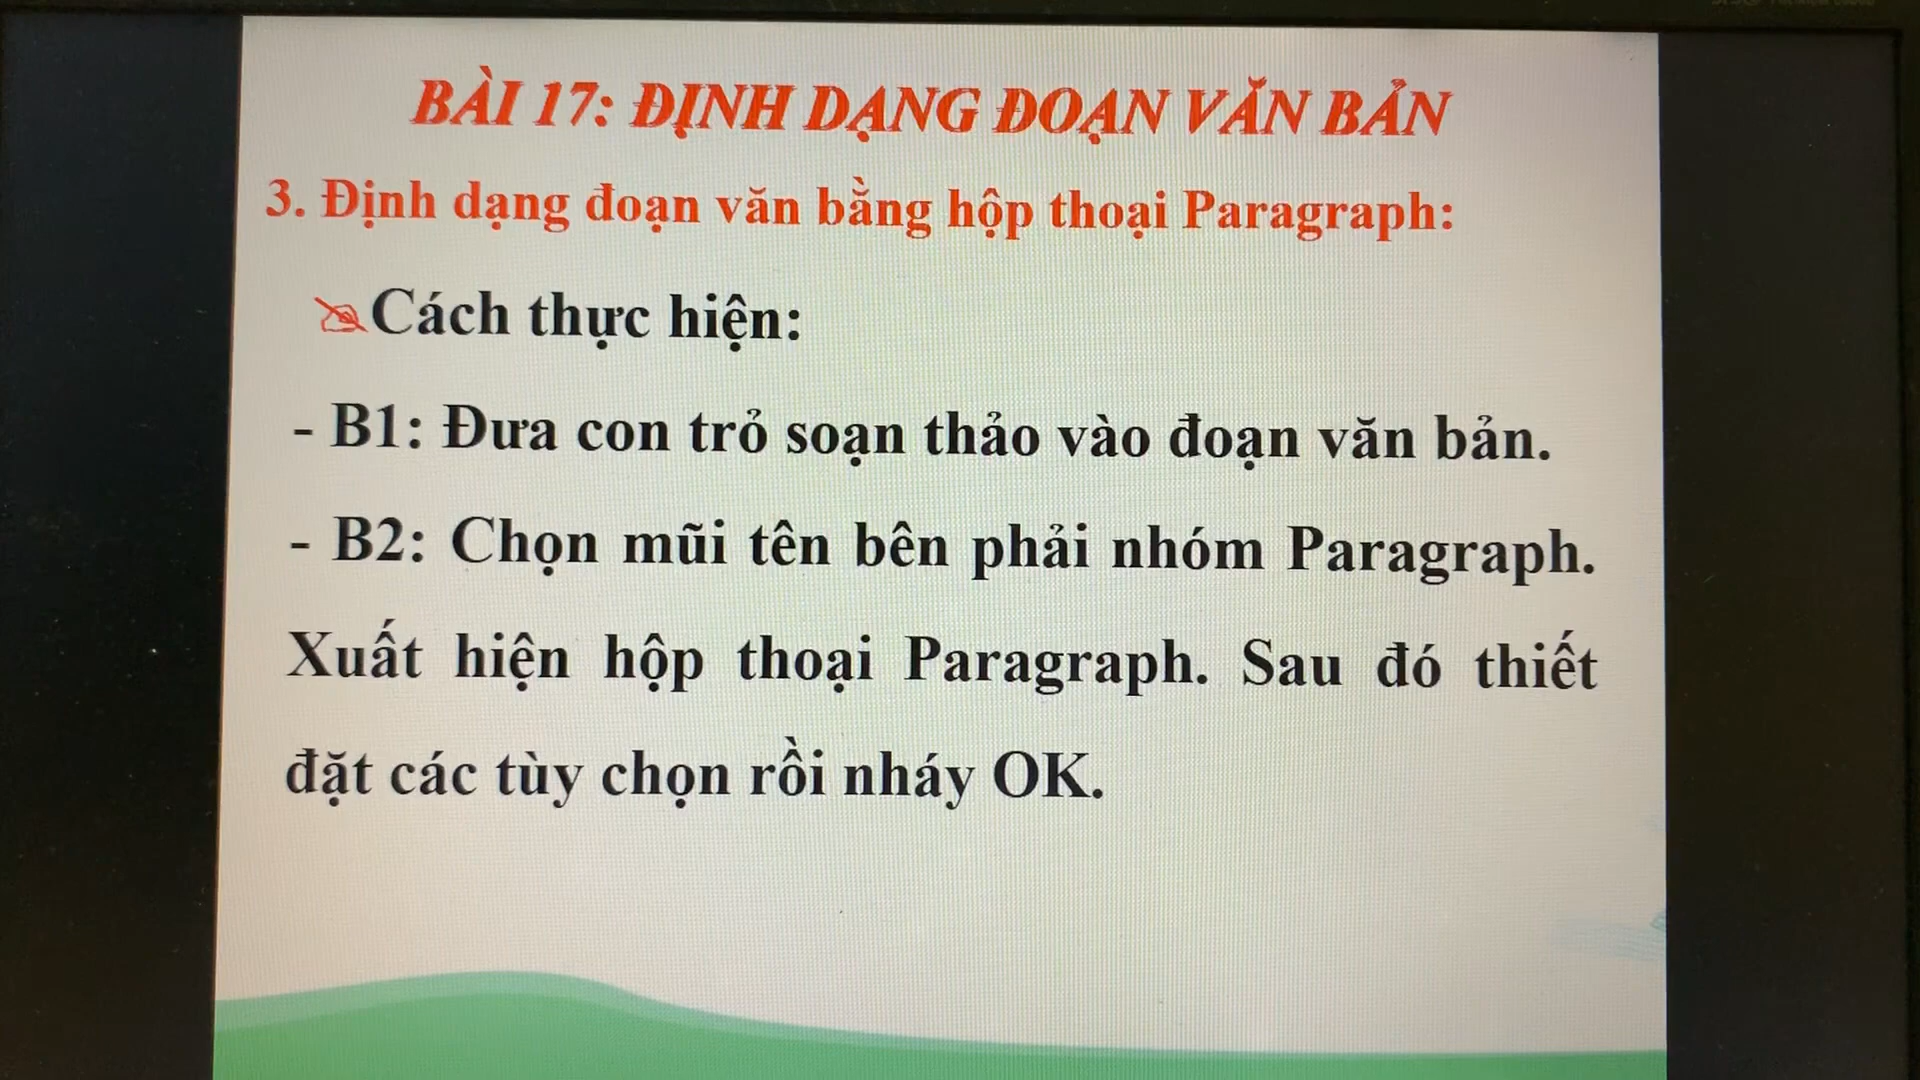 BÀI 17: ĐỊNH DẠNG ĐOẠN VĂN BẢN
3. Định dạng đoạn văn bằng hộp thoại Paragraph:
Cách thực hiện:
- B1: Đưa con trỏ soạn thảo vào đoạn văn bản.
- B2: Chọn mũi tên bên phải nhóm Paragraph.
Xuất hiện hộp thoại Paragraph. Sau đó thiết
đặt các tùy chọn rồi nháy OK.